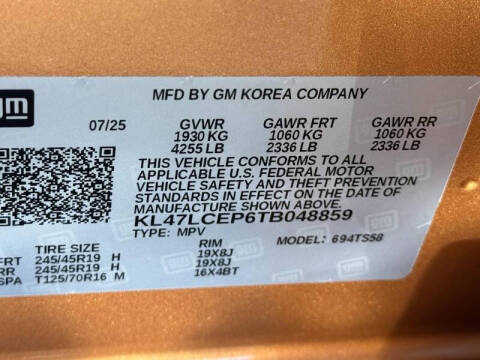 gm
MFD BY GM KOREA COMPANY
07/25 GVWR GAWR FRT GAWR RR
1930 KG 1060 KG 1060 KG
4255 LB 2336 LB 2336 LB
THIS VEHICLE CONFORMS TO ALL
APPLICABLE U.S. FEDERAL MOTOR
VEHICLE SAFETY AND THEFT PREVENTION
STANDARDS IN EFFECT ON THE DATE OF
MANUFACTURE SHOWN ABOVE.
KL47LCEP6TB048859
TYPE: MPV MODEL: 694TS58
TIRE SIZE RIM
FRT 245/45R19 H 19X8J
RR 245/45R19 H 19X8J
SPA T125/70R16 M 16X4BT